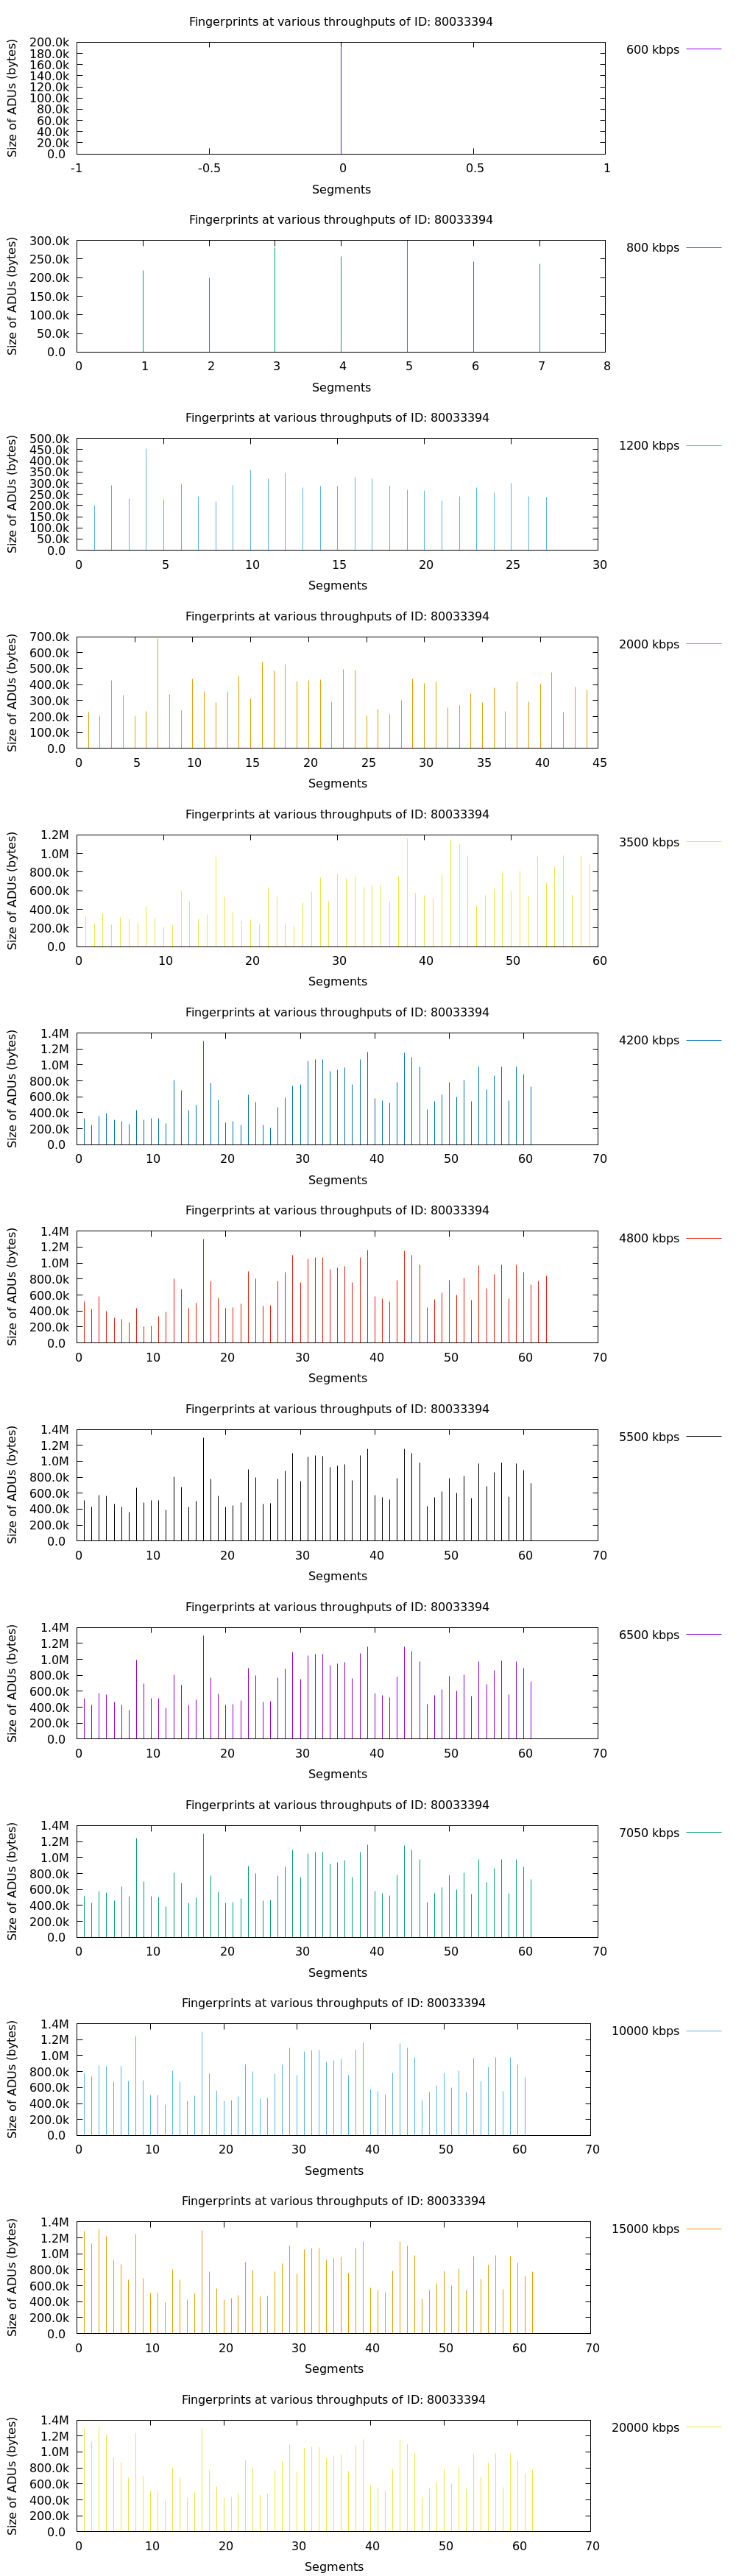 Fingerprints at various throughputs of ID: 80033394
600 kbps
Size of ADUs (bytes)
200.0k
180.0k
160.0k
140.0k
120.0k
100.0k
80.0k
60.0k
40.0k
20.0k
0.0
-1 -0.5 0 0.5 1
Segments
Fingerprints at various throughputs of ID: 80033394
800 kbps
Size of ADUs (bytes)
300.0k
250.0k
200.0k
150.0k
100.0k
50.0k
0.0
0 1 2 3 4 5 6 7 8
Segments
Fingerprints at various throughputs of ID: 80033394
1200 kbps
Size of ADUs (bytes)
500.0k
450.0k
400.0k
350.0k
300.0k
250.0k
200.0k
150.0k
100.0k
50.0k
0.0
0 5 10 15 20 25 30
Segments
Fingerprints at various throughputs of ID: 80033394
2000 kbps
Size of ADUs (bytes)
700.0k
600.0k
500.0k
400.0k
300.0k
200.0k
100.0k
0.0
0 5 10 15 20 25 30 35 40 45
Segments
Fingerprints at various throughputs of ID: 80033394
3500 kbps
Size of ADUs (bytes)
1.2M
1.0M
800.0k
600.0k
400.0k
200.0k
0.0
0 10 20 30 40 50 60
Segments
Fingerprints at various throughputs of ID: 80033394
4200 kbps
Size of ADUs (bytes)
1.4M
1.2M
1.0M
800.0k
600.0k
400.0k
200.0k
0.0
0 10 20 30 40 50 60 70
Segments
Fingerprints at various throughputs of ID: 80033394
4800 kbps
Size of ADUs (bytes)
1.4M
1.2M
1.0M
800.0k
600.0k
400.0k
200.0k
0.0
0 10 20 30 40 50 60 70
Segments
Fingerprints at various throughputs of ID: 80033394
5500 kbps
Size of ADUs (bytes)
1.4M
1.2M
1.0M
800.0k
600.0k
400.0k
200.0k
0.0
0 10 20 30 40 50 60 70
Segments
Fingerprints at various throughputs of ID: 80033394
6500 kbps
Size of ADUs (bytes)
1.4M
1.2M
1.0M
800.0k
600.0k
400.0k
200.0k
0.0
0 10 20 30 40 50 60 70
Segments
Fingerprints at various throughputs of ID: 80033394
7050 kbps
Size of ADUs (bytes)
1.4M
1.2M
1.0M
800.0k
600.0k
400.0k
200.0k
0.0
0 10 20 30 40 50 60 70
Segments
Fingerprints at various throughputs of ID: 80033394
10000 kbps
Size of ADUs (bytes)
1.4M
1.2M
1.0M
800.0k
600.0k
400.0k
200.0k
0.0
0 10 20 30 40 50 60 70
Segments
Fingerprints at various throughputs of ID: 80033394
15000 kbps
Size of ADUs (bytes)
1.4M
1.2M
1.0M
800.0k
600.0k
400.0k
200.0k
0.0
0 10 20 30 40 50 60 70
Segments
Fingerprints at various throughputs of ID: 80033394
20000 kbps
Size of ADUs (bytes)
1.4M
1.2M
1.0M
800.0k
600.0k
400.0k
200.0k
0.0
0 10 20 30 40 50 60 70
Segments